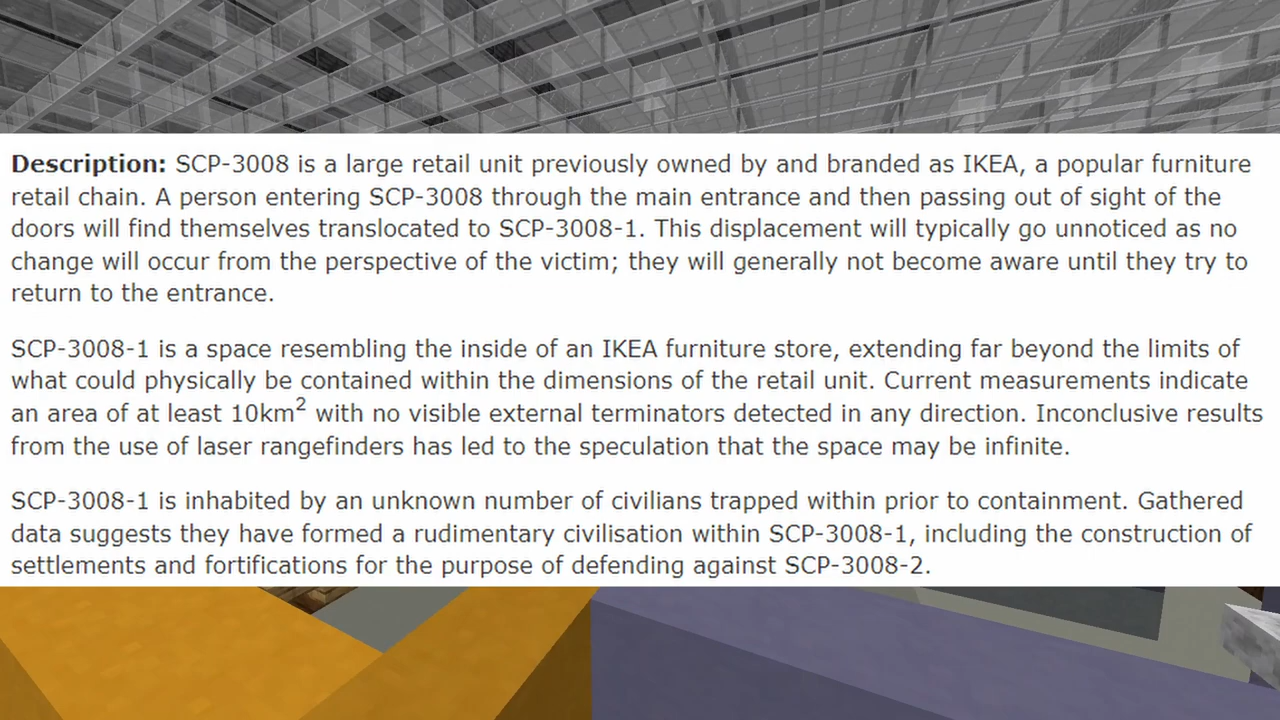 Description: SCP-3008 is a large retail unit previously owned by and branded as IKEA, a popular furniture
retail chain. A person entering SCP-3008 through the main entrance and then passing out of sight of the
doors will find themselves translocated to SCP-3008-1. This displacement will typically go unnoticed as no
change will occur from the perspective of the victim; they will generally not become aware until they try to
return to the entrance.
SCP-3008-1 is a space resembling the inside of an IKEA furniture store, extending far beyond the limits of
what could physically be contained within the dimensions of the retail unit. Current measurements indicate
an area of at least 10km² with no visible external terminators detected in any direction. Inconclusive results
from the use of laser rangefinders has led to the speculation that the space may be infinite.
SCP-3008-1 is inhabited by an unknown number of civilians trapped within prior to containment. Gathered
data suggests they have formed a rudimentary civilisation within SCP-3008-1, including the construction of
settlements and fortifications for the purpose of defending against SCP-3008-2.